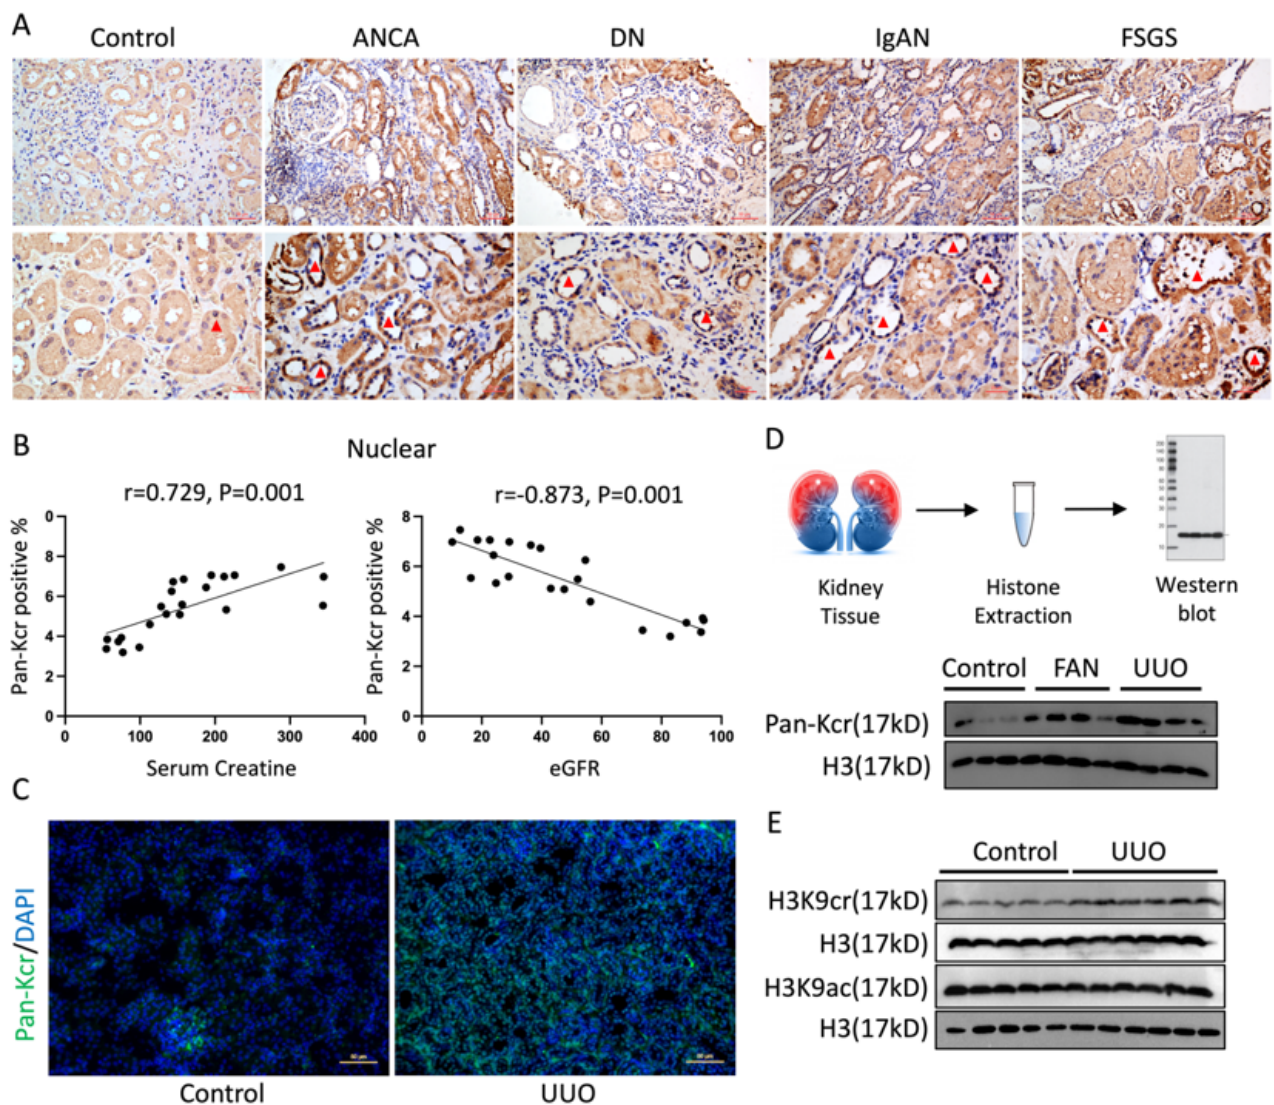 A
Control
ANCA
DN
IgAN
FSGS
B
Nuclear
r=0.729, P=0.001
r=-0.873, P=0.001
Pan-Kcr positive %
8
6
4
2
0
0
100
200
300
400
Serum Creatine
Pan-Kcr positive %
8
6
4
2
0
0
20
40
60
80
100
eGFR
C
Pan-Kcr/DAPI
Control
UUO
D
Kidney
Tissue
Histone
Extraction
Western
blot
Control
FAN
UUO
Pan-Kcr(17kD)
H3(17kD)
E
Control
UUO
H3K9cr(17kD)
H3(17kD)
H3K9ac(17kD)
H3(17kD)